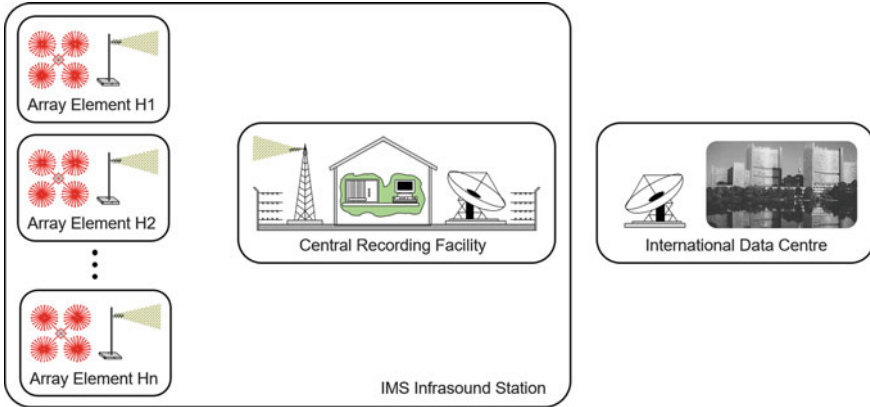 Array Element H1
Array Element H2
Array Element Hn
Central Recording Facility
International Data Centre
IMS Infrasound Station